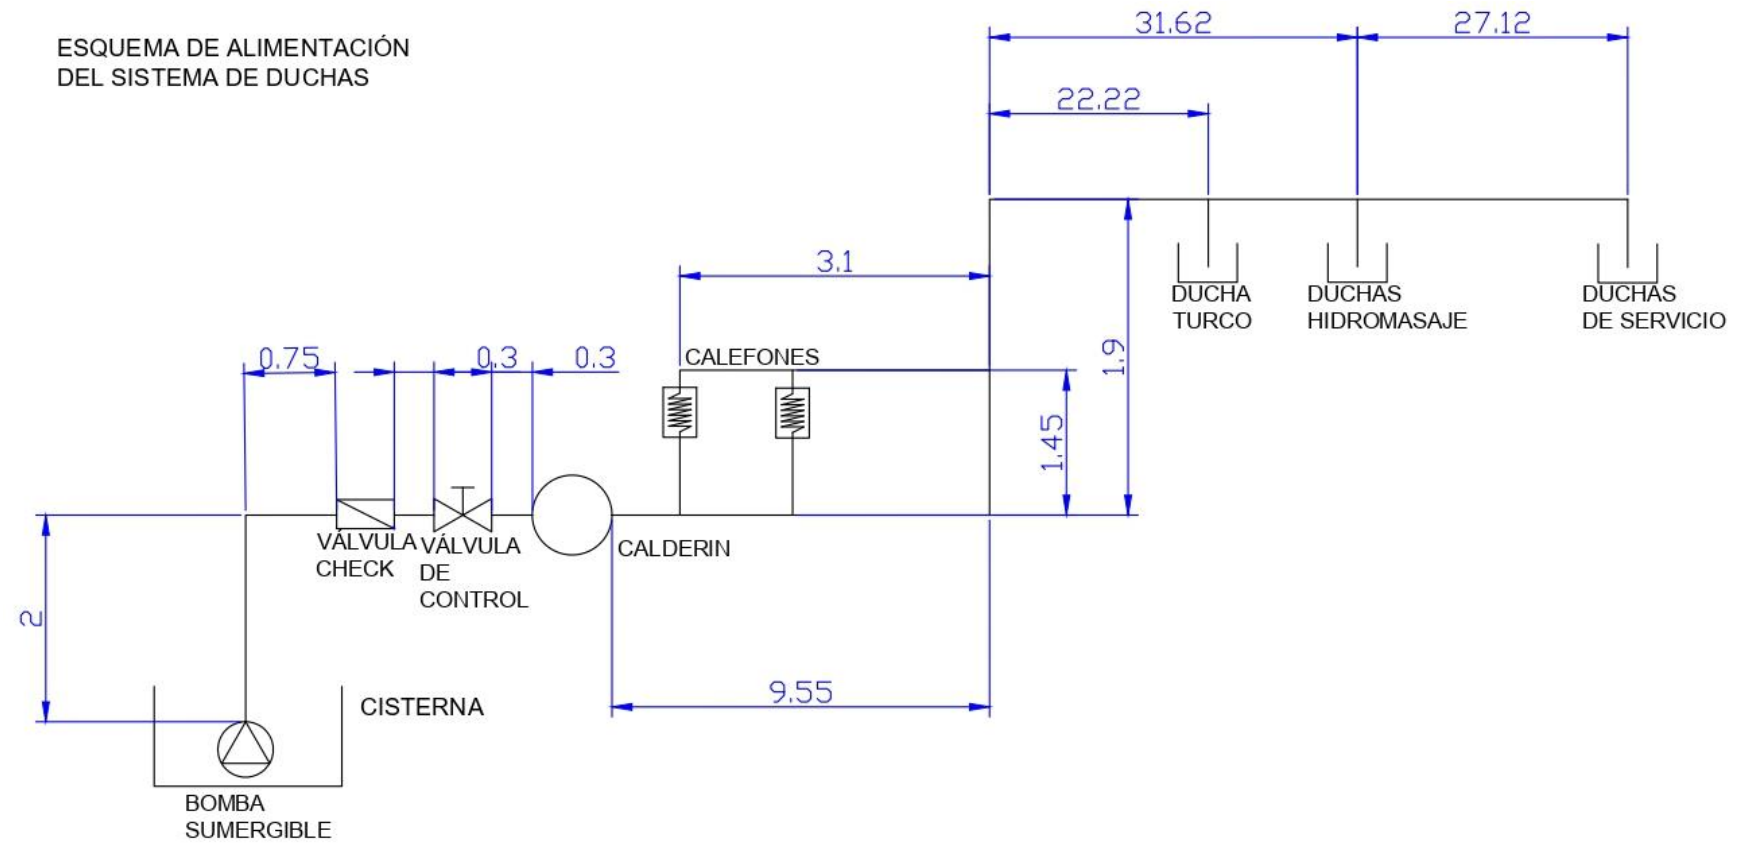 ESQUEMA DE ALIMENTACIÓN
DEL SISTEMA DE DUCHAS
31.62
27.12
22.22
3.1
DUCHA
TURCO
DUCHAS
HIDROMASAJE
DUCHAS
DE SERVICIO
0.75
0.3
0.3
CALEFONES
1.9
1.45
VÁLVULA
CHECK
VÁLVULA
DE
CONTROL
CALDERIN
2
9.55
CISTERNA
BOMBA
SUMERGIBLE